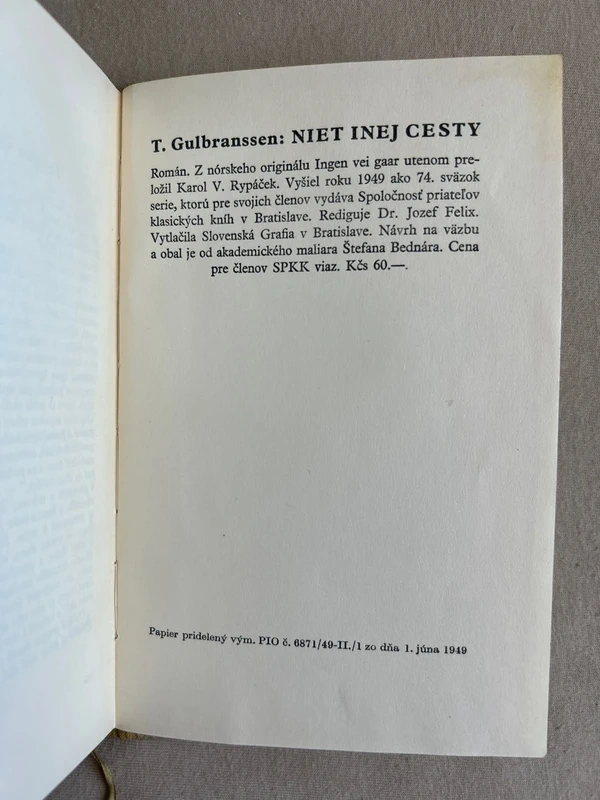 T. Gulbranssen: NIET INEJ CESTY
Román. Z nórskeho originálu Ingen vei gaar utenom pre-
ložil Karol V. Rypáček. Vyšiel roku 1949 ako 74. sväzok
serie, ktorú pre svojich členov vydáva Spoločnosť priateľov
klasických kníh v Bratislave. Rediguje Dr. Jozef Felix.
Vytlačila Slovenská Grafia v Bratislave. Návrh na väzbu
a obal je od akademického maliara Štefana Bednára. Cena
pre členov SPKK viaz. Kčs 60.—.
Papier pridelený vým. PIO č. 6871/49-II./1 zo dňa 1. júna 1949